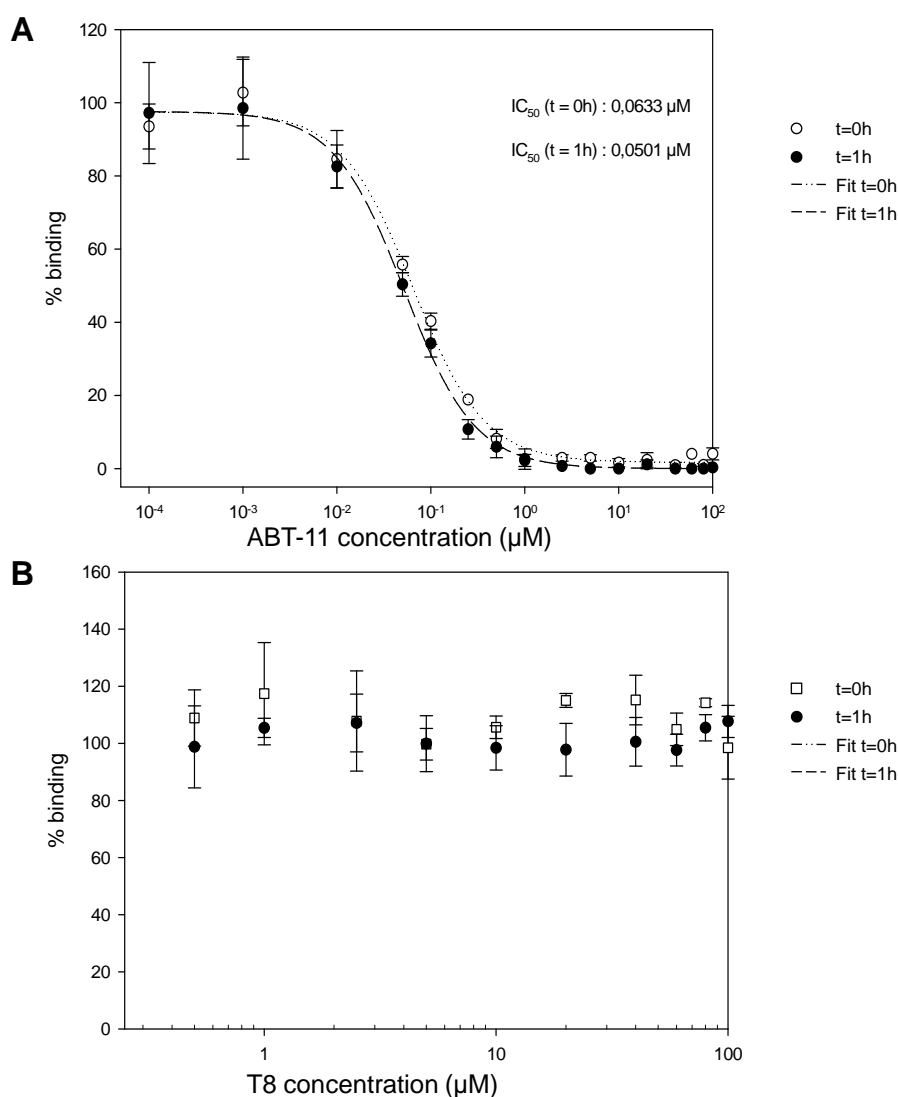 A
120
100
80
60
40
20
0
% binding
IC50 (t = 0h) : 0,0633 µM
IC50 (t = 1h) : 0,0501 µM
t=0h
t=1h
Fit t=0h
Fit t=1h
10-4 10-3 10-2 10-1 100 101 102
ABT-11 concentration (µM)
B
160
140
120
100
80
60
40
20
0
% binding
t=0h
t=1h
Fit t=0h
Fit t=1h
1 10 100
T8 concentration (µM)